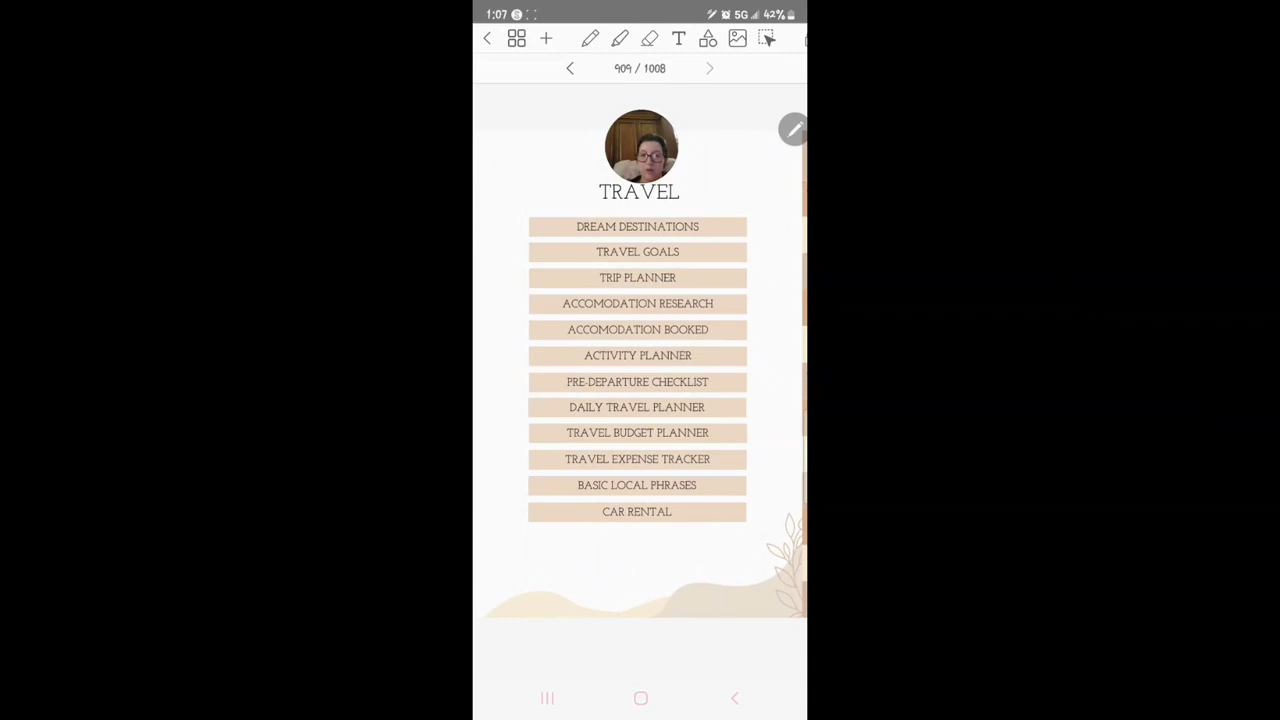 1:07
5G 42%
909 / 1008
TRAVEL
DREAM DESTINATIONS
TRAVEL GOALS
TRIP PLANNER
ACCOMODATION RESEARCH
ACCOMODATION BOOKED
ACTIVITY PLANNER
PRE-DEPARTURE CHECKLIST
DAILY TRAVEL PLANNER
TRAVEL BUDGET PLANNER
TRAVEL EXPENSE TRACKER
BASIC LOCAL PHRASES
CAR RENTAL